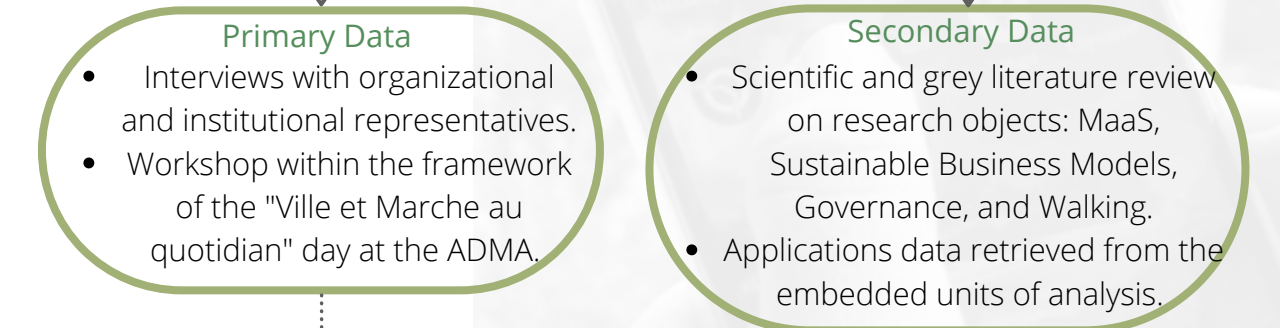 Primary Data
• Interviews with organizational
and institutional representatives.
• Workshop within the framework
of the "Ville et Marche au
quotidian" day at the ADMA.
Secondary Data
• Scientific and grey literature review
on research objects: MaaS,
Sustainable Business Models,
Governance, and Walking.
• Applications data retrieved from the
embedded units of analysis.